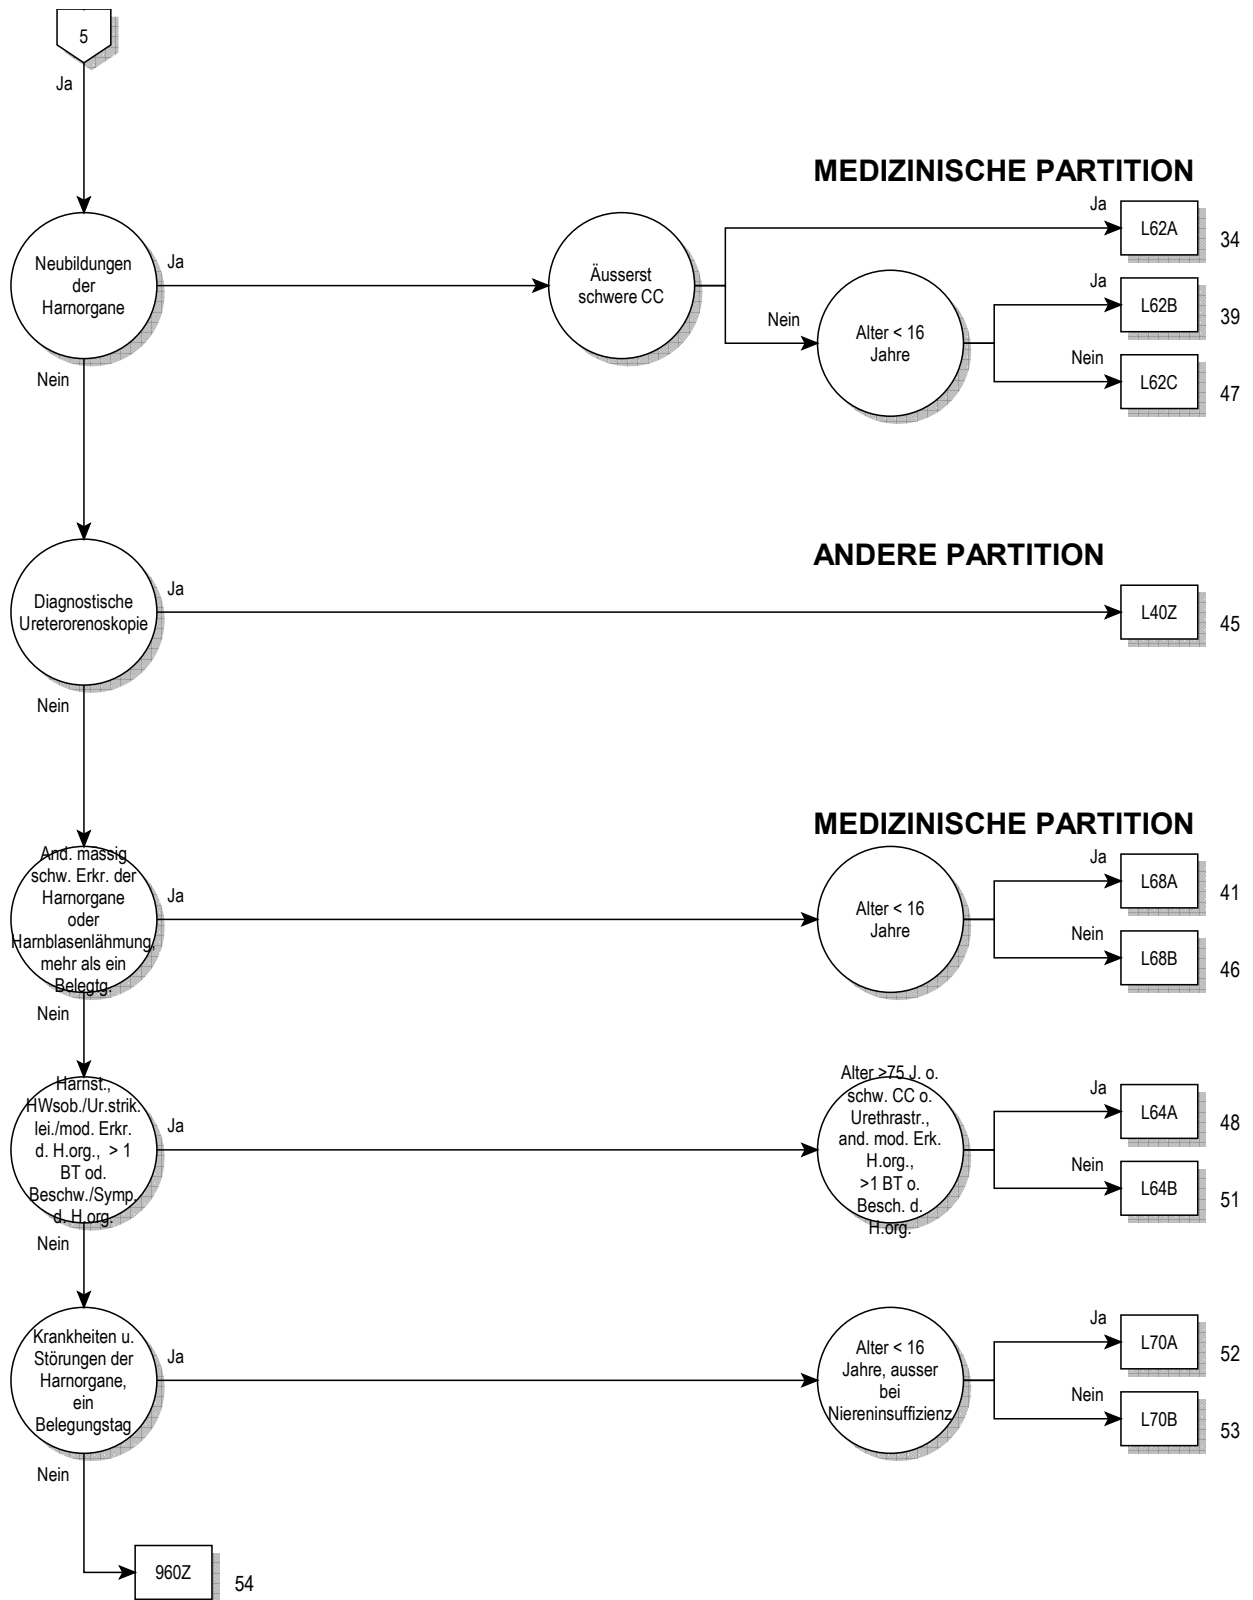 5
Ja
MEDIZINISCHE PARTITION
Neubildungen
der
Harnorgane
Ja
Äusserst
schwere CC
Ja
L62A
34
Nein
Alter < 16
Jahre
Ja
L62B
39
Nein
L62C
47
Nein
ANDERE PARTITION
Diagnostische
Ureterorenoskopie
Ja
L40Z
45
Nein
MEDIZINISCHE PARTITION
And. mässig
schw. Erkr. der
Harnorgane
oder
Harnblasenlähmung,
mehr als ein
Belegtg.
Ja
Alter < 16
Jahre
Ja
L68A
41
Nein
L68B
46
Nein
Harnst.,
HWsob./Ur.strik.
lei./mod. Erkr.
d. H.org., > 1
BT od.
Beschw./Symp.
d. H.org.
Ja
Alter >75 J. o.
schw. CC o.
Urethrastr.,
and. mod. Erk.
H.org.,
>1 BT o.
Besch. d.
H.org.
Ja
L64A
48
Nein
L64B
51
Nein
Krankheiten u.
Störungen der
Harnorgane,
ein
Belegungstag
Ja
Alter < 16
Jahre, ausser
bei
Niereninsuffizienz
Ja
L70A
52
Nein
L70B
53
Nein
960Z
54